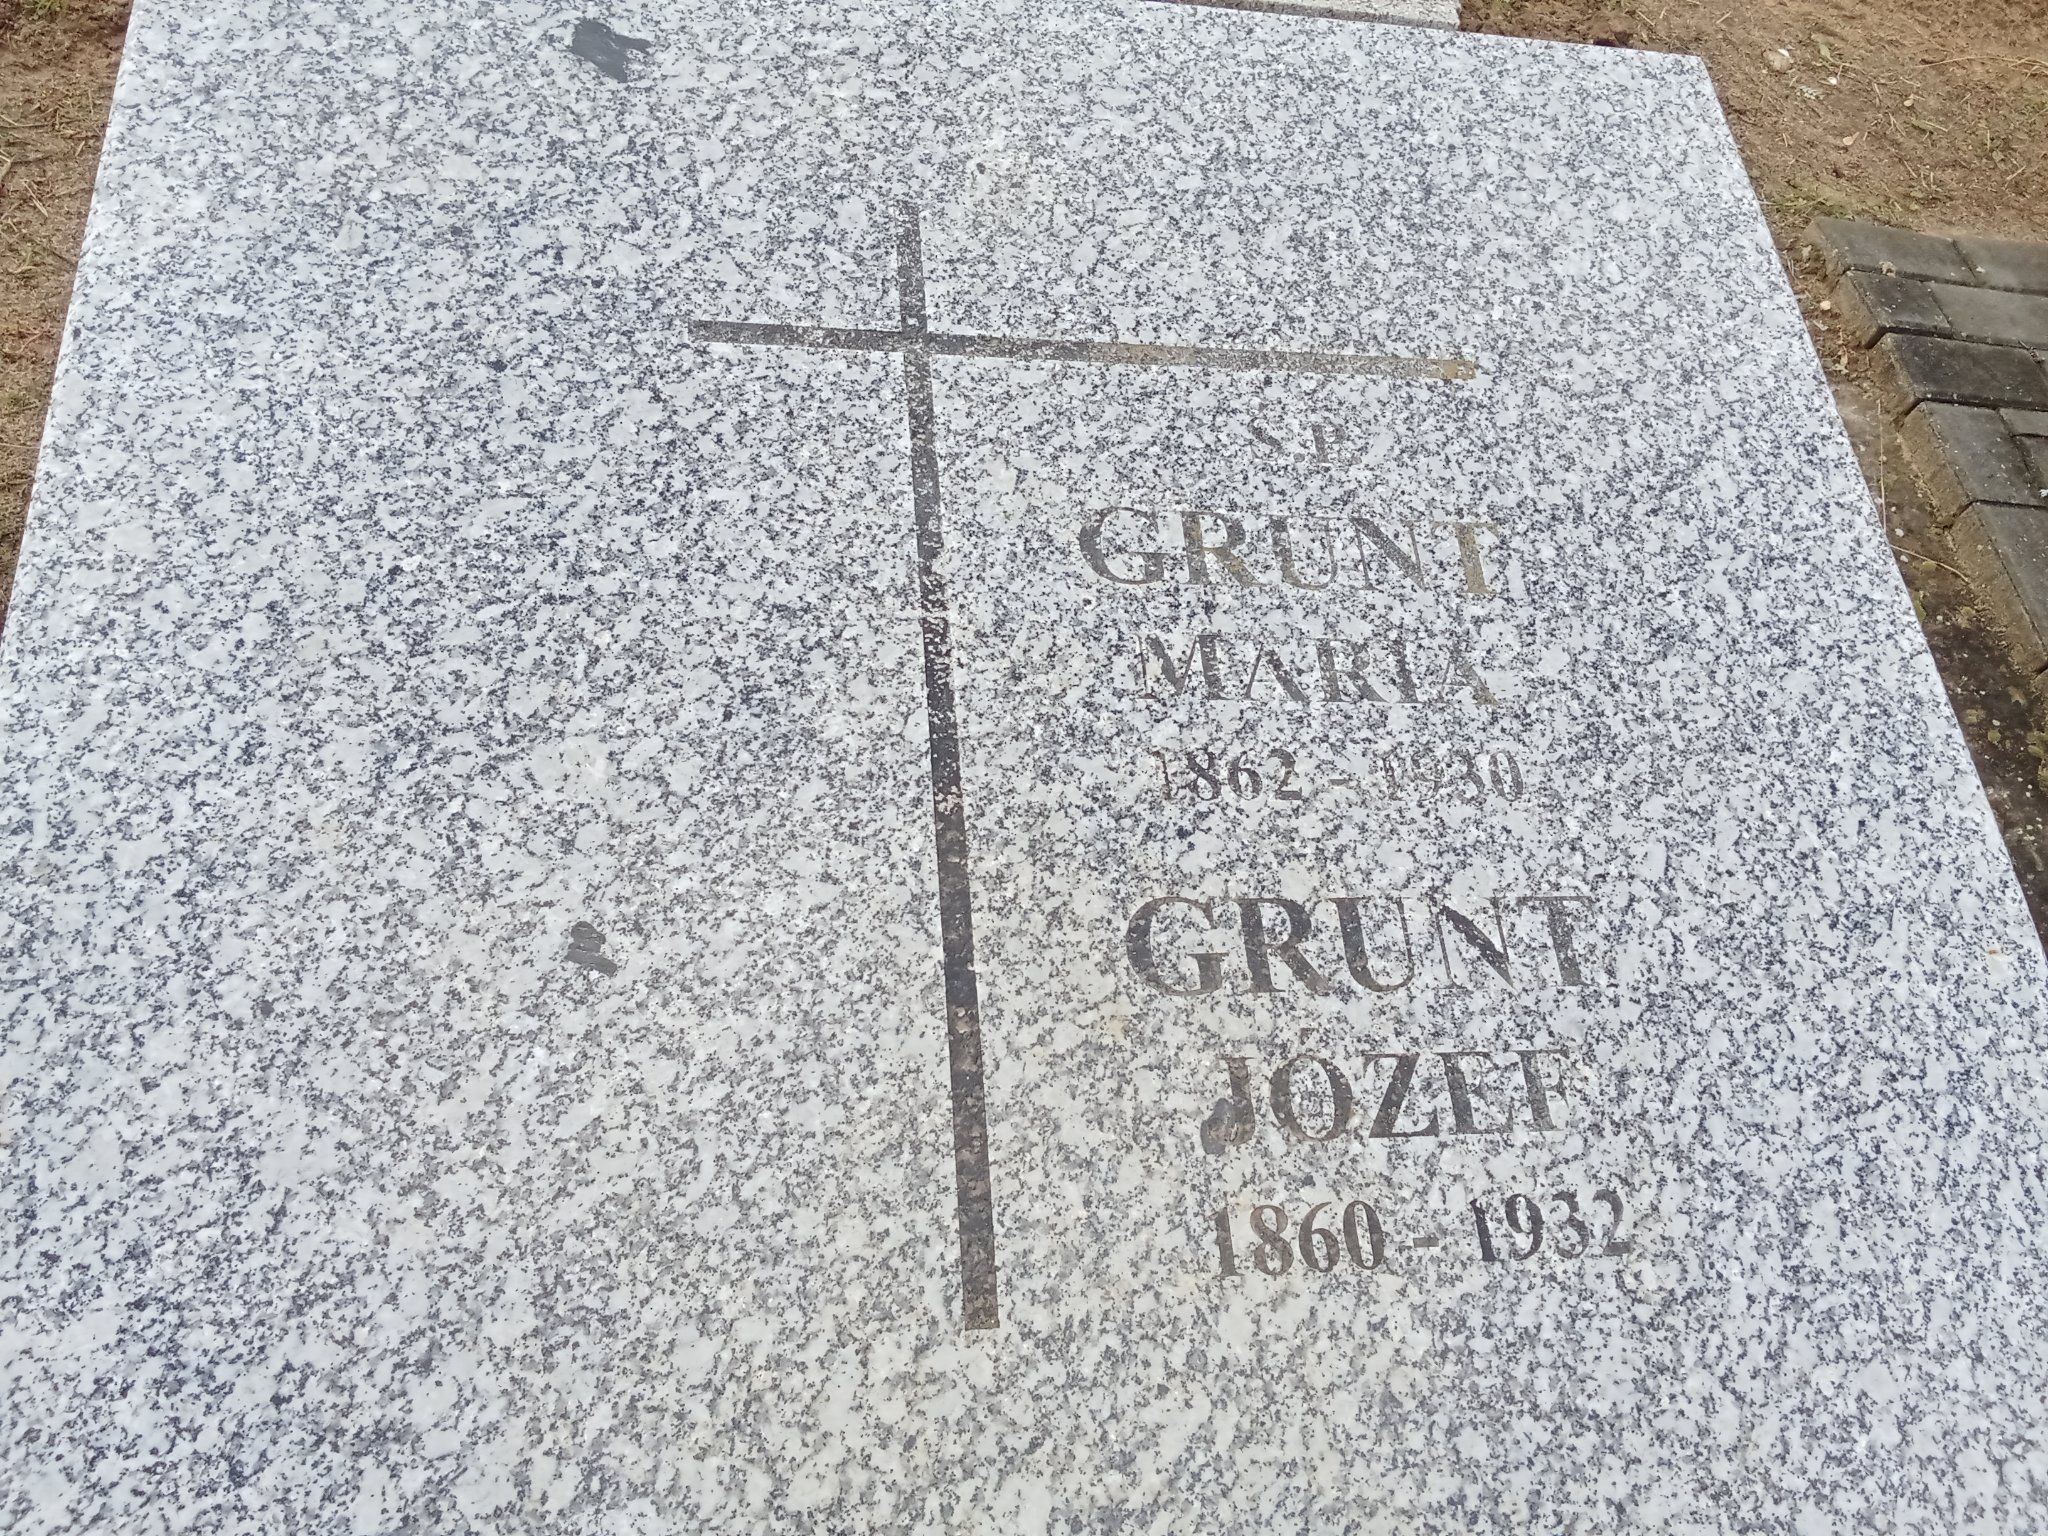 Ś.P.
GRUNT
MARIA
1862 - 1930
GRUNT
JÓZEF
1860 - 1932